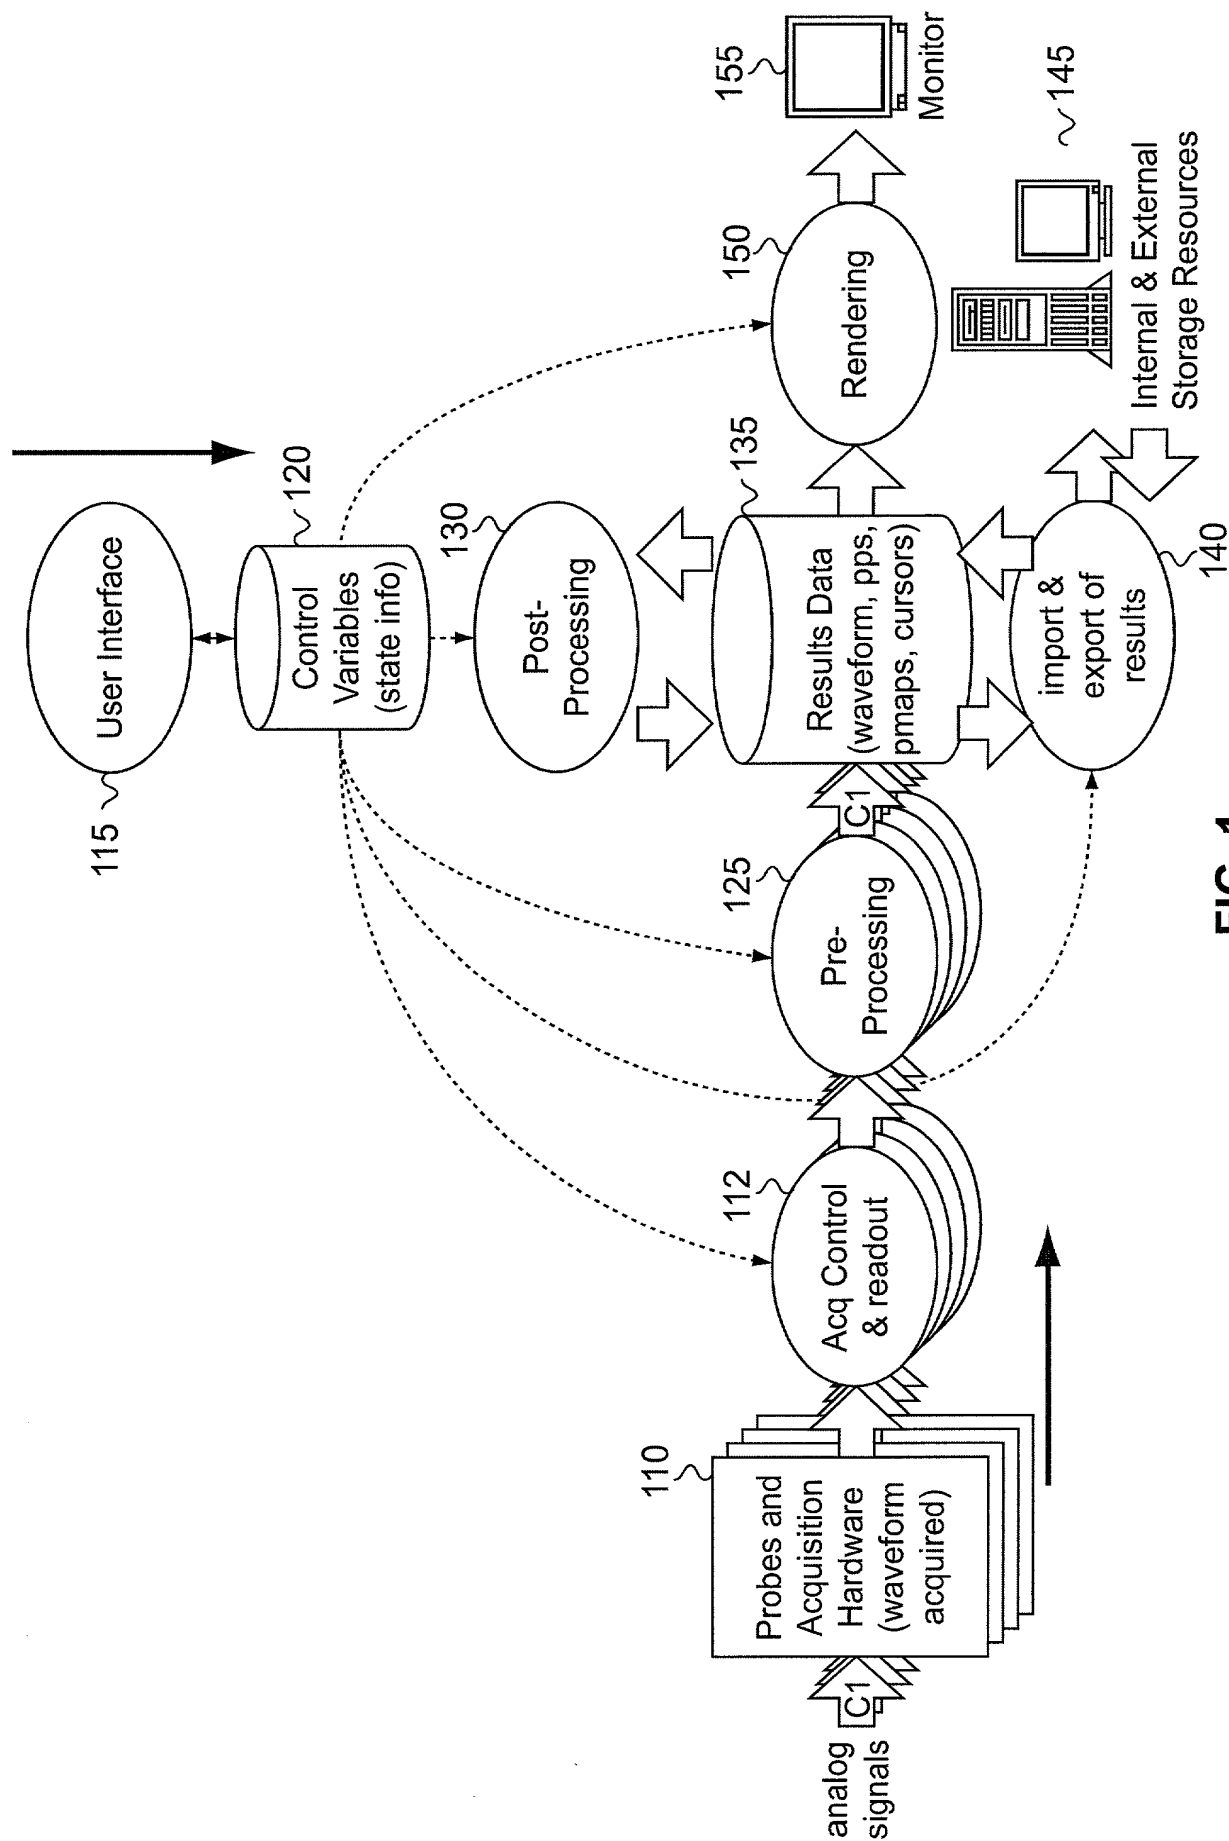 115
User Interface
120
Control
Variables
(state info)
130
Post-
Processing
110
Probes and
Acquisition
Hardware
(waveform
acquired)
analog
signals
C1
112
Acq Control
& readout
125
Pre-
Processing
C1
135
Results Data
(waveform, pps,
pmaps, cursors)
150
Rendering
155
Monitor
import &
export of
results
140
145
Internal & External
Storage Resources
FIG. 1